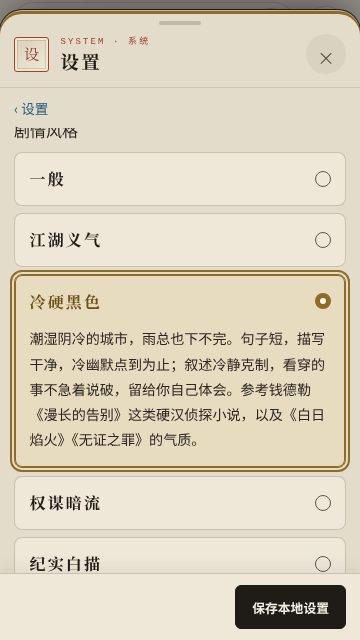 设
SYSTEM · 系统
设置
‹ 设置
剧情风格
一般
江湖义气
冷硬黑色
潮湿阴冷的城市，雨总也下不完。句子短，描写
干净，冷幽默点到为止；叙述冷静克制，看穿的
事不急着说破，留给你自己体会。参考钱德勒
《漫长的告别》这类硬汉侦探小说，以及《白日
焰火》《无证之罪》的气质。
权谋暗流
纪实白描
保存本地设置